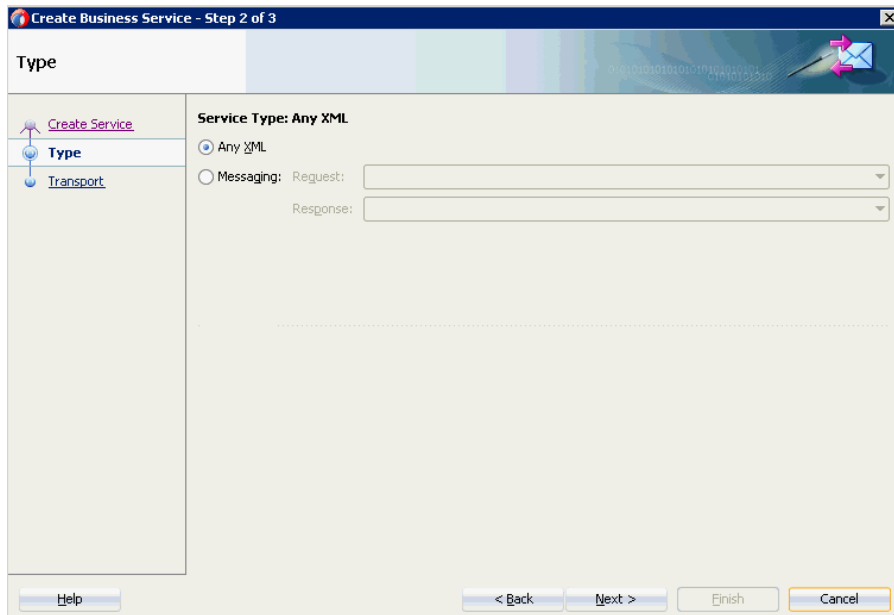 Create Business Service - Step 2 of 3
Type
Create Service
Type
Transport
Service Type: Any XML
Any XML
Messaging: Request:
Response:
Help
< Back Next > Finish Cancel